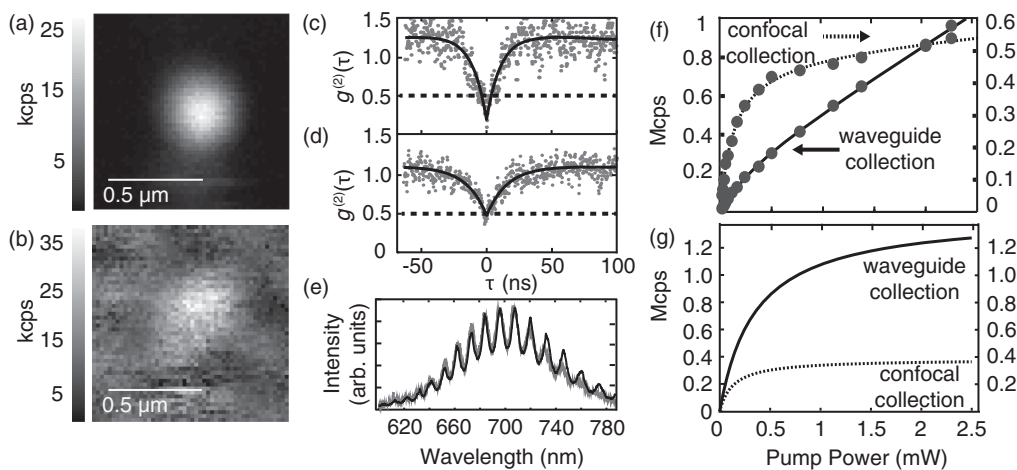 (a)
25
15
5
kcps
0.5 µm
(b)
35
25
15
5
kcps
0.5 µm
(c)
1.5
1.0
0.5
g(2)(τ)
(d)
1.5
1.0
0.5
0
g(2)(τ)
-50
0
50
100
τ (ns)
(e)
Intensity
(arb. units)
620
660
700
740
780
Wavelength (nm)
(f)
1
0.8
0.6
0.4
0.2
Mcps
confocal
collection
waveguide
collection
0.6
0.5
0.4
0.3
0.2
0.1
0
(g)
1.2
1.0
0.8
0.6
0.4
0.2
0
Mcps
waveguide
collection
confocal
collection
1.2
1.0
0.8
0.6
0.4
0.2
0
0.5
1
1.5
2
2.5
Pump Power (mW)